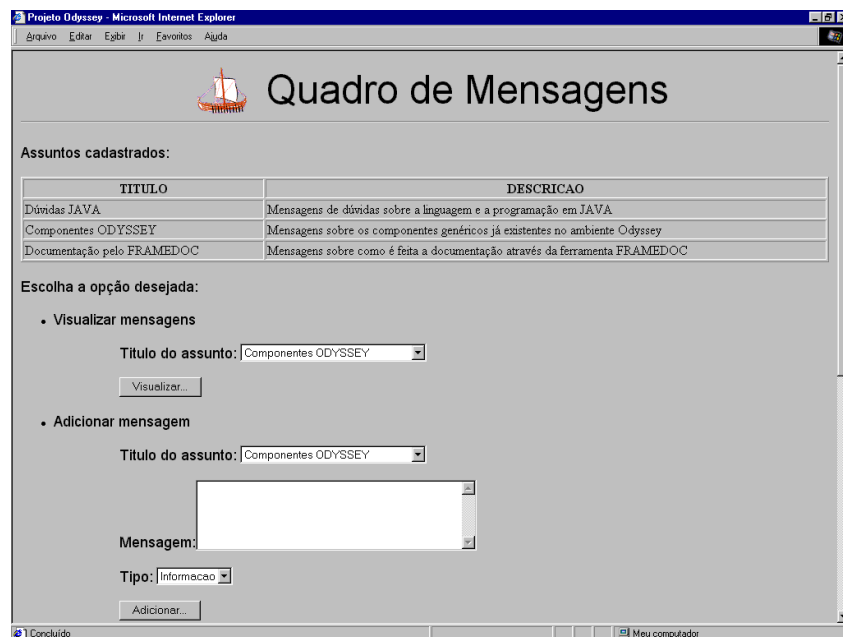 Projeto Odyssey - Microsoft Internet Explorer
Arquivo Editar Exibir Ir Favoritos Ajuda
Quadro de Mensagens
Assuntos cadastrados:
TITULO DESCRICAO
Dúvidas JAVA Mensagens de dúvidas sobre a linguagem e a programação em JAVA
Componentes ODYSSEY Mensagens sobre os componentes genéricos já existentes no ambiente Odyssey
Documentação pelo FRAMEDOC Mensagens sobre como é feita a documentação através da ferramenta FRAMEDOC
Escolha a opção desejada:
• Visualizar mensagens
Titulo do assunto: Componentes ODYSSEY
Visualizar...
• Adicionar mensagem
Titulo do assunto: Componentes ODYSSEY
Mensagem:
Tipo: Informacao
Adicionar...
Concluído Meu computador